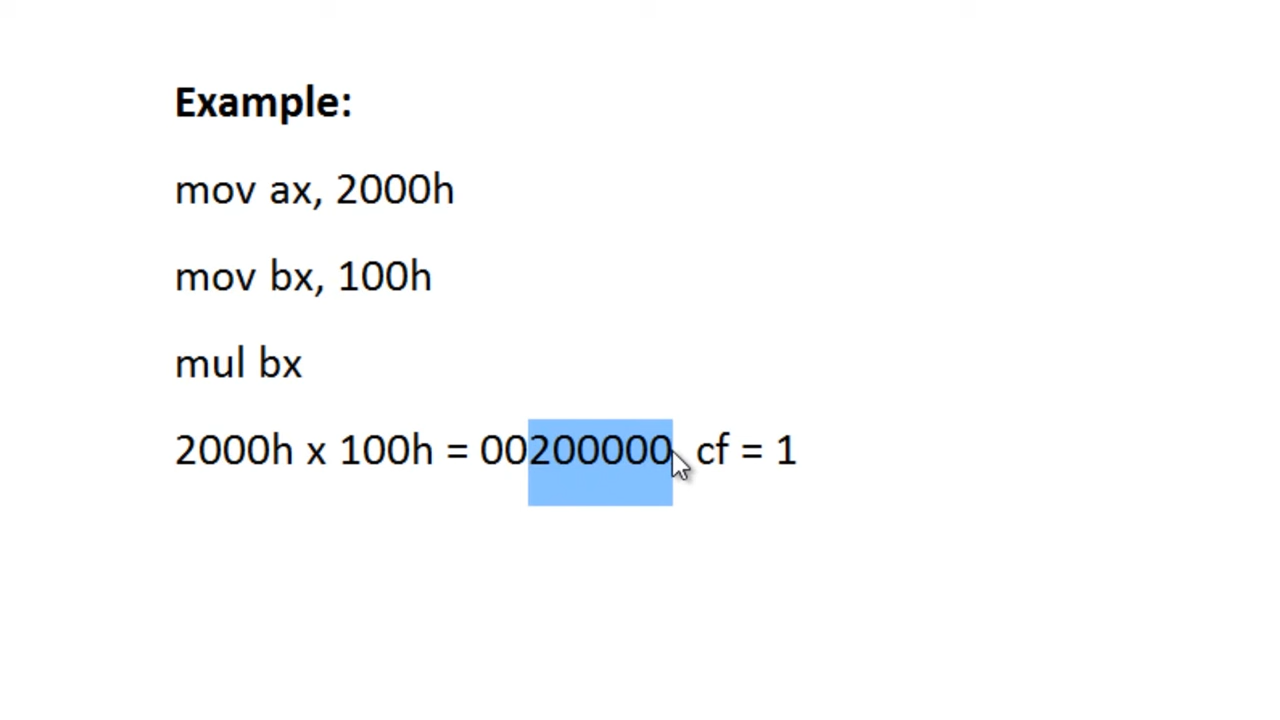 Example:
mov ax, 2000h
mov bx, 100h
mul bx
2000h x 100h = 00200000 cf = 1